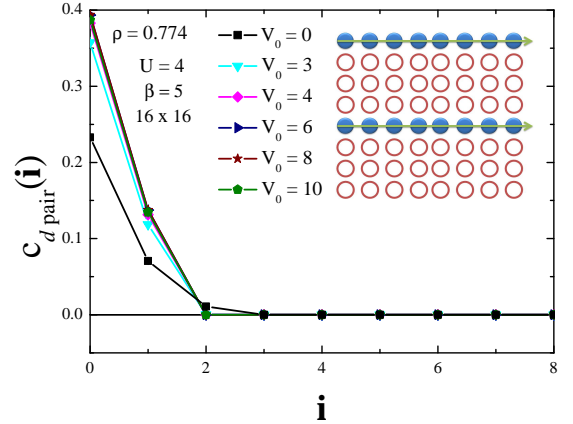 ρ = 0.774
U = 4
β = 5
16 x 16
V₀ = 0
V₀ = 3
V₀ = 4
V₀ = 6
V₀ = 8
V₀ = 10
0.4
0.3
0.2
0.1
0.0
c_{d pair}(i)
0 2 4 6 8
i